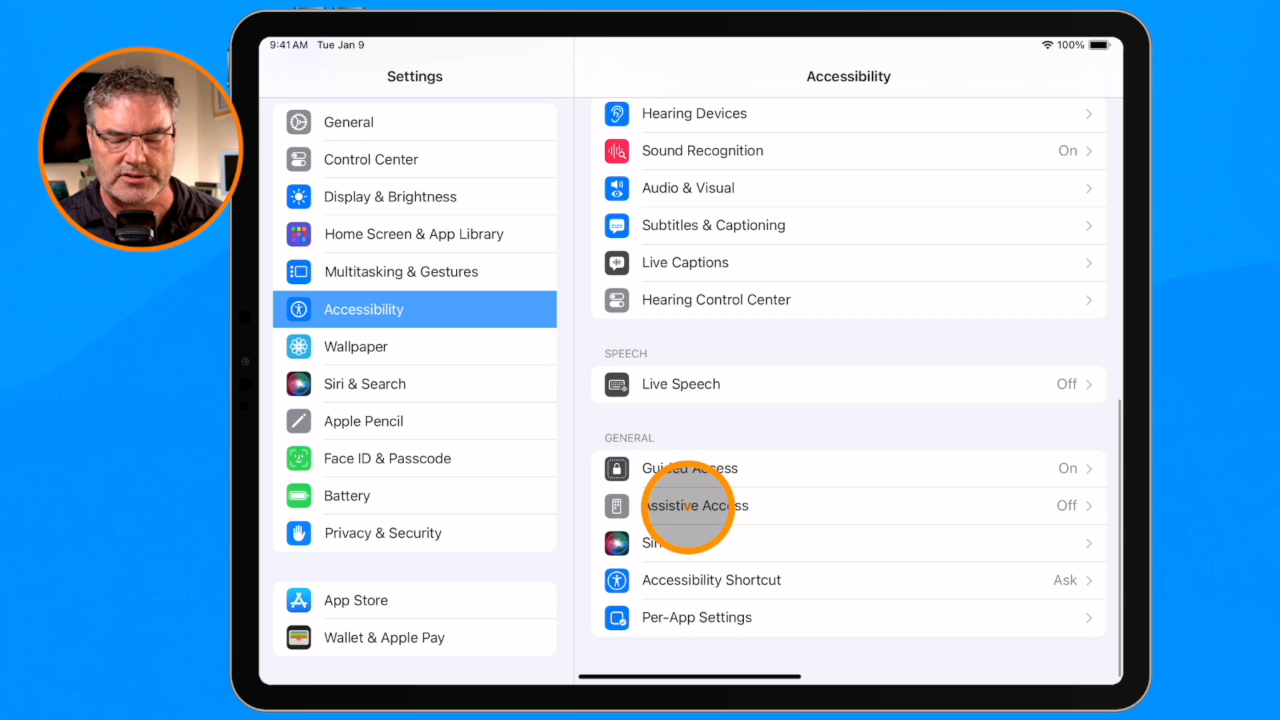 9:41 AM Tue Jan 9
100%
Settings
Accessibility
General
Control Center
Display & Brightness
Home Screen & App Library
Multitasking & Gestures
Accessibility
Wallpaper
Siri & Search
Apple Pencil
Face ID & Passcode
Battery
Privacy & Security
App Store
Wallet & Apple Pay
Hearing Devices
Sound Recognition On
Audio & Visual
Subtitles & Captioning
Live Captions
Hearing Control Center
SPEECH
Live Speech Off
GENERAL
Guided Access On
Assistive Access Off
Siri
Accessibility Shortcut Ask
Per-App Settings